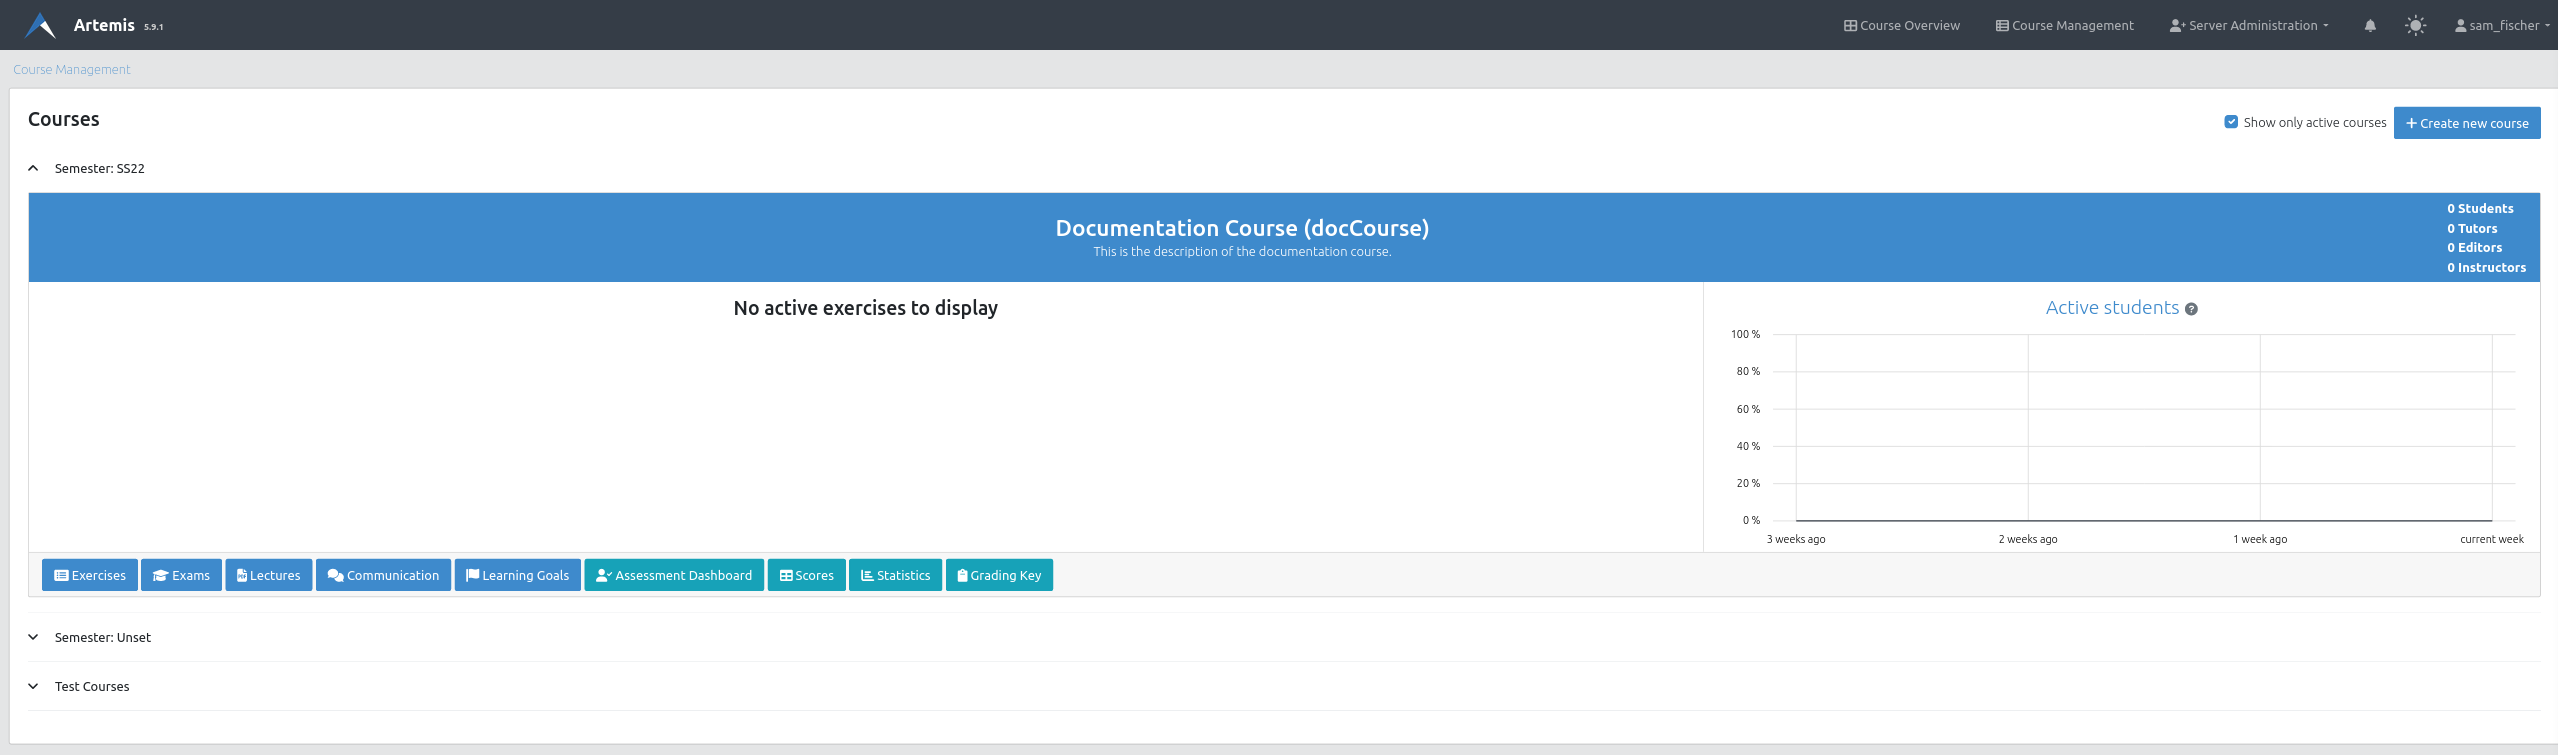 Artemis 5.9.1 Course Overview Course Management Server Administration sam_fischer
Course Management
Courses Show only active courses Create new course
Semester: SS22
Documentation Course (docCourse)
This is the description of the documentation course.
0 Students
0 Tutors
0 Editors
0 Instructors
No active exercises to display
Active students
100 %
80 %
60 %
40 %
20 %
0 %
3 weeks ago 2 weeks ago 1 week ago current week
Exercises Exams Lectures Communication Learning Goals Assessment Dashboard Scores Statistics Grading Key
Semester: Unset
Test Courses